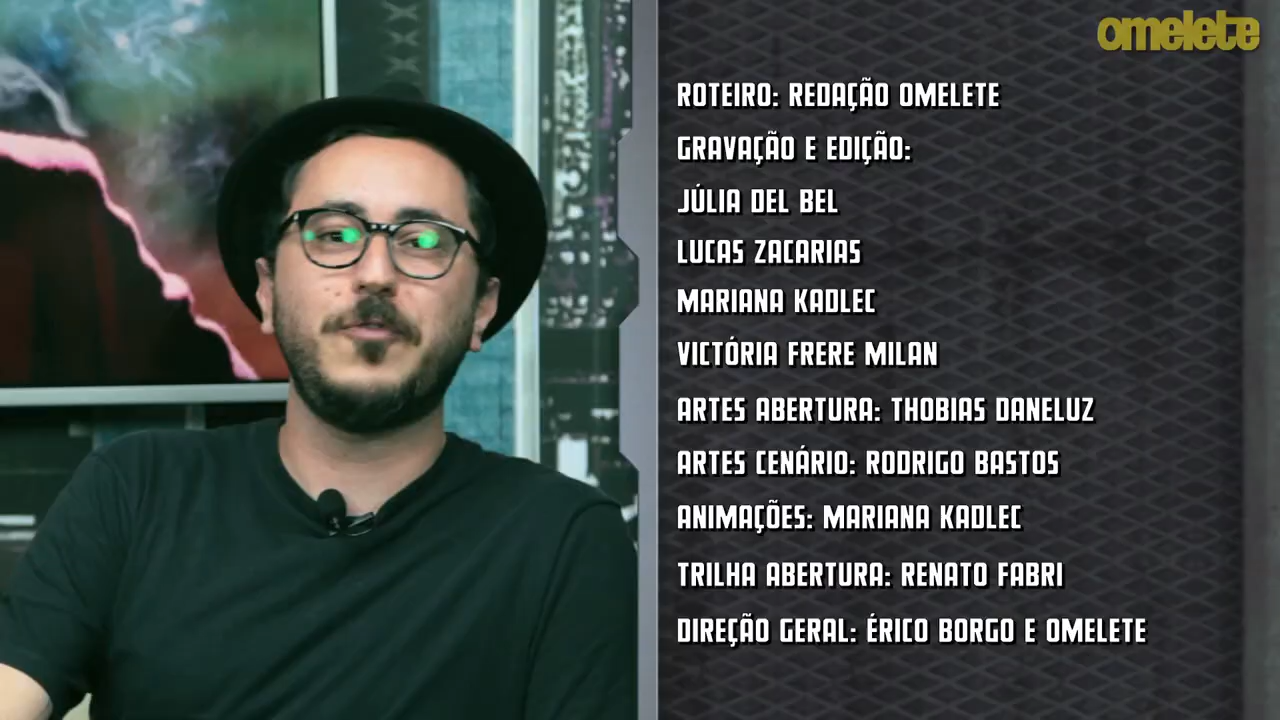 omelete
ROTEIRO: REDAÇÃO OMELETE
GRAVAÇÃO E EDIÇÃO:
JÚLIA DEL BEL
LUCAS ZACARIAS
MARIANA KADLEC
VICTÓRIA FRERE MILAN
ARTES ABERTURA: THOBIAS DANELUZ
ARTES CENÁRIO: RODRIGO BASTOS
ANIMAÇÕES: MARIANA KADLEC
TRILHA ABERTURA: RENATO FABRI
DIREÇÃO GERAL: ÉRICO BORGO E OMELETE